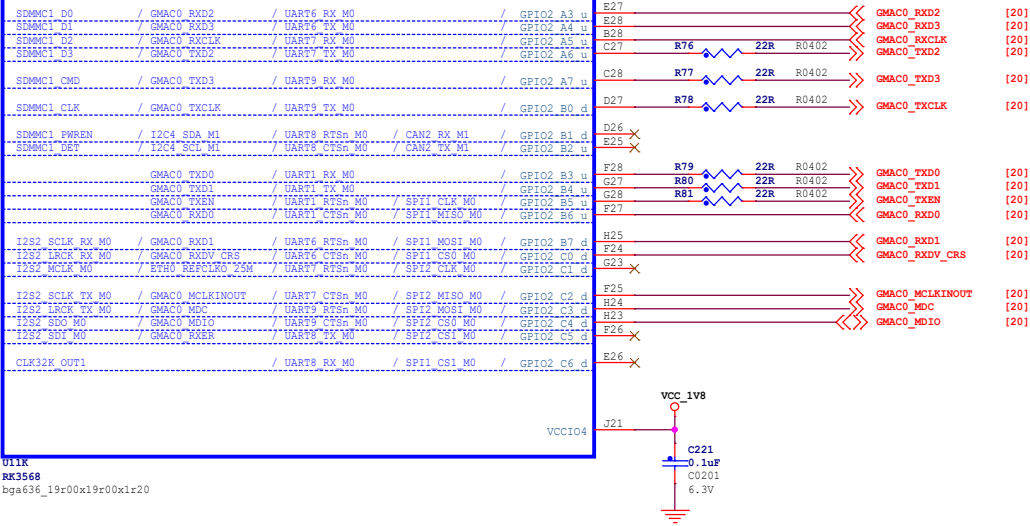 SDMMC1_D0 / GMAC0_RXD2 / UART6_RX_M0 / GPIO2_A3_u E27 GMAC0_RXD2 [20]
SDMMC1_D1 / GMAC0_RXD3 / UART6_TX_M0 / GPIO2_A4_u E28 GMAC0_RXD3 [20]
SDMMC1_D2 / GMAC0_RXCLK / UART7_RX_M0 / GPIO2_A5_u B28 GMAC0_RXCLK [20]
SDMMC1_D3 / GMAC0_TXD2 / UART7_TX_M0 / GPIO2_A6_u C27 R76 22R R0402 GMAC0_TXD2 [20]
SDMMC1_CMD / GMAC0_TXD3 / UART9_RX_M0 / GPIO2_A7_u C28 R77 22R R0402 GMAC0_TXD3 [20]
SDMMC1_CLK / GMAC0_TXCLK / UART9_TX_M0 / GPIO2_B0_d D27 R78 22R R0402 GMAC0_TXCLK [20]
SDMMC1_PWREN / I2C4_SDA_M1 / UART8_RTSn_M0 / CAN2_RX_M1 / GPIO2_B1_d D26
SDMMC1_DET / I2C4_SCL_M1 / UART8_CTSn_M0 / CAN2_TX_M1 / GPIO2_B2_u E25
GMAC0_TXD0 / UART1_RX_M0 / GPIO2_B3_u F28 R79 22R R0402 GMAC0_TXD0 [20]
GMAC0_TXD1 / UART1_TX_M0 / GPIO2_B4_u G27 R80 22R R0402 GMAC0_TXD1 [20]
GMAC0_TXEN / UART1_RTSn_M0 / SPI1_CLK_M0 / GPIO2_B5_u G28 R81 22R R0402 GMAC0_TXEN [20]
GMAC0_RXD0 / UART1_CTSn_M0 / SPI1_MISO_M0 / GPIO2_B6_u F27 GMAC0_RXD0 [20]
I2S2_SCLK_RX_M0 / GMAC0_RXD1 / UART6_RTSn_M0 / SPI1_MOSI_M0 / GPIO2_B7_d H25 GMAC0_RXD1 [20]
I2S2_LRCK_RX_M0 / GMAC0_RXDV_CRS / UART6_CTSn_M0 / SPI1_CS0_M0 / GPIO2_C0_d F24 GMAC0_RXDV_CRS [20]
I2S2_MCLK_M0 / ETH0_REFCLKO_25M / UART7_RTSn_M0 / SPI2_CLK_M0 / GPIO2_C1_d G23
I2S2_SCLK_TX_M0 / GMAC0_MCLKINOUT / UART7_CTSn_M0 / SPI2_MISO_M0 / GPIO2_C2_d F25 GMAC0_MCLKINOUT [20]
I2S2_LRCK_TX_M0 / GMAC0_MDC / UART9_RTSn_M0 / SPI2_MOSI_M0 / GPIO2_C3_d H24 GMAC0_MDC [20]
I2S2_SDO_M0 / GMAC0_MDIO / UART9_CTSn_M0 / SPI2_CS0_M0 / GPIO2_C4_d H23 GMAC0_MDIO [20]
I2S2_SDI_M0 / GMAC0_RXER / UART8_TX_M0 / SPI2_CS1_M0 / GPIO2_C5_d F26
CLK32K_OUT1 / UART8_RX_M0 / SPI1_CS1_M0 / GPIO2_C6_d E26
VCC_1V8
VCCIO4 J21
C221
0.1uF
C0201
6.3V
U11K
RK3568
bga636_19r00x19r00x1r20